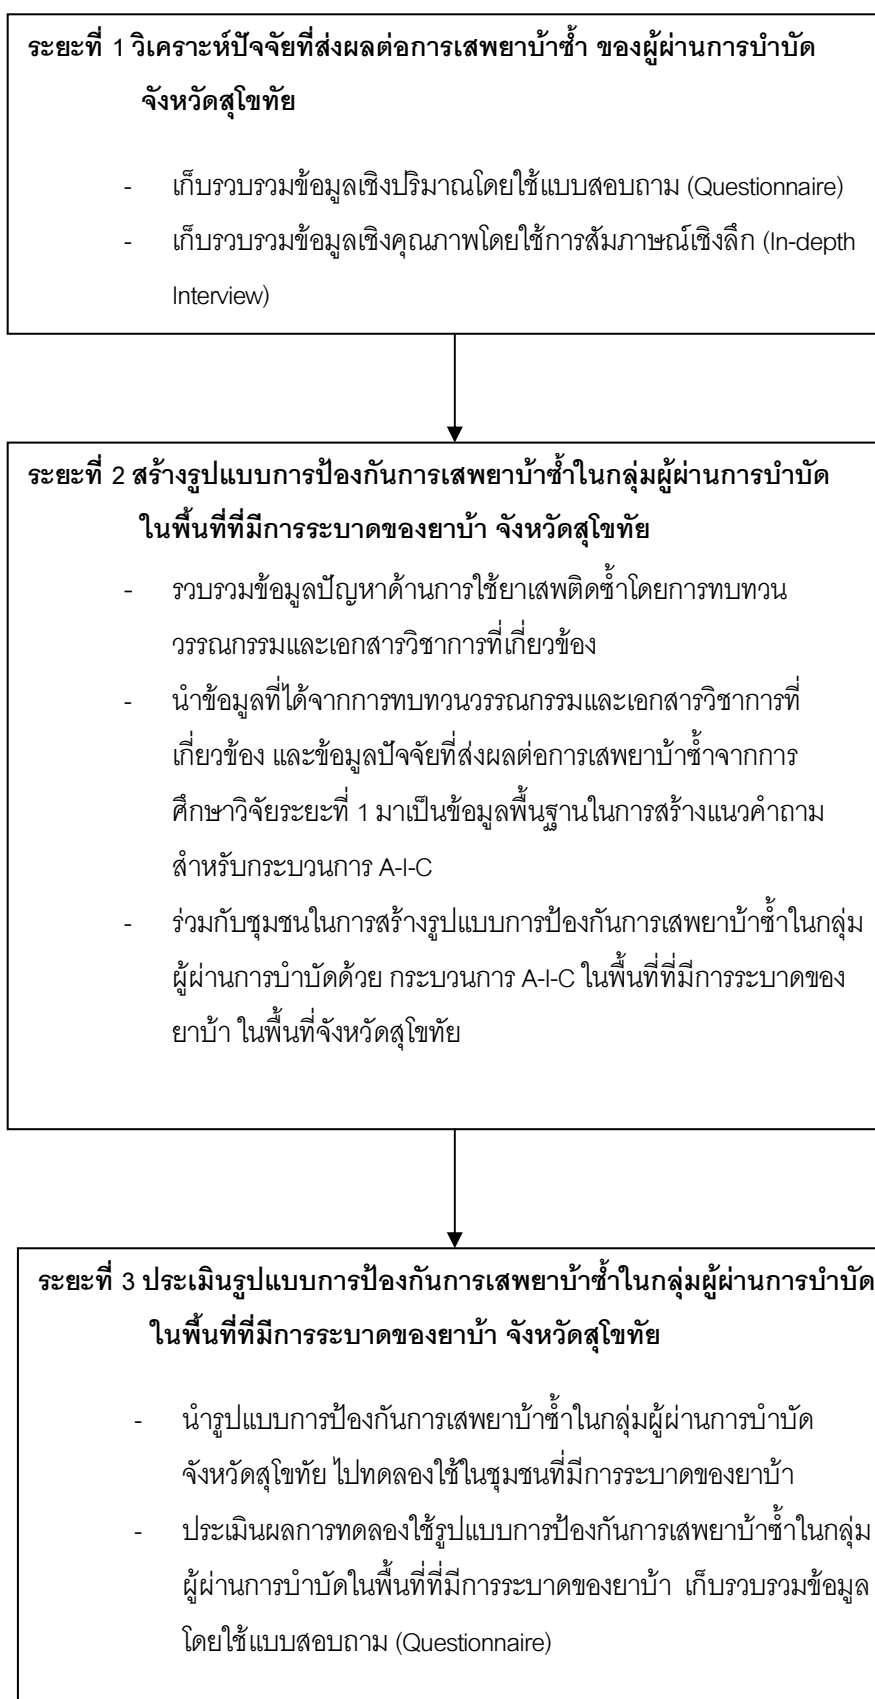 ระยะที่ 1 วิเคราะห์ปัจจัยที่ส่งผลต่อการเสพยาบ้าซ้ำ ของผู้ผ่านการบำบัด
จังหวัดสุโขทัย
- เก็บรวบรวมข้อมูลเชิงปริมาณโดยใช้แบบสอบถาม (Questionnaire)
- เก็บรวบรวมข้อมูลเชิงคุณภาพโดยใช้การสัมภาษณ์เชิงลึก (In-depth
Interview)
ระยะที่ 2 สร้างรูปแบบการป้องกันการเสพยาบ้าซ้ำในกลุ่มผู้ผ่านการบำบัด
ในพื้นที่ที่มีการระบาดของยาบ้า จังหวัดสุโขทัย
- รวบรวมข้อมูลปัญหาด้านการใช้ยาเสพติดซ้ำโดยการทบทวน
วรรณกรรมและเอกสารวิชาการที่เกี่ยวข้อง
- นำข้อมูลที่ได้จากการทบทวนวรรณกรรมและเอกสารวิชาการที่
เกี่ยวข้อง และข้อมูลปัจจัยที่ส่งผลต่อการเสพยาบ้าซ้ำจากการ
ศึกษาวิจัยระยะที่ 1 มาเป็นข้อมูลพื้นฐานในการสร้างแนวคำถาม
สำหรับกระบวนการ A-I-C
- ร่วมกับชุมชนในการสร้างรูปแบบการป้องกันการเสพยาบ้าซ้ำในกลุ่ม
ผู้ผ่านการบำบัดด้วย กระบวนการ A-I-C ในพื้นที่ที่มีการระบาดของ
ยาบ้า ในพื้นที่จังหวัดสุโขทัย
ระยะที่ 3 ประเมินรูปแบบการป้องกันการเสพยาบ้าซ้ำในกลุ่มผู้ผ่านการบำบัด
ในพื้นที่ที่มีการระบาดของยาบ้า จังหวัดสุโขทัย
- นำรูปแบบการป้องกันการเสพยาบ้าซ้ำในกลุ่มผู้ผ่านการบำบัด
จังหวัดสุโขทัย ไปทดลองใช้ในชุมชนที่มีการระบาดของยาบ้า
- ประเมินผลการทดลองใช้รูปแบบการป้องกันการเสพยาบ้าซ้ำในกลุ่ม
ผู้ผ่านการบำบัดในพื้นที่ที่มีการระบาดของยาบ้า เก็บรวบรวมข้อมูล
โดยใช้แบบสอบถาม (Questionnaire)